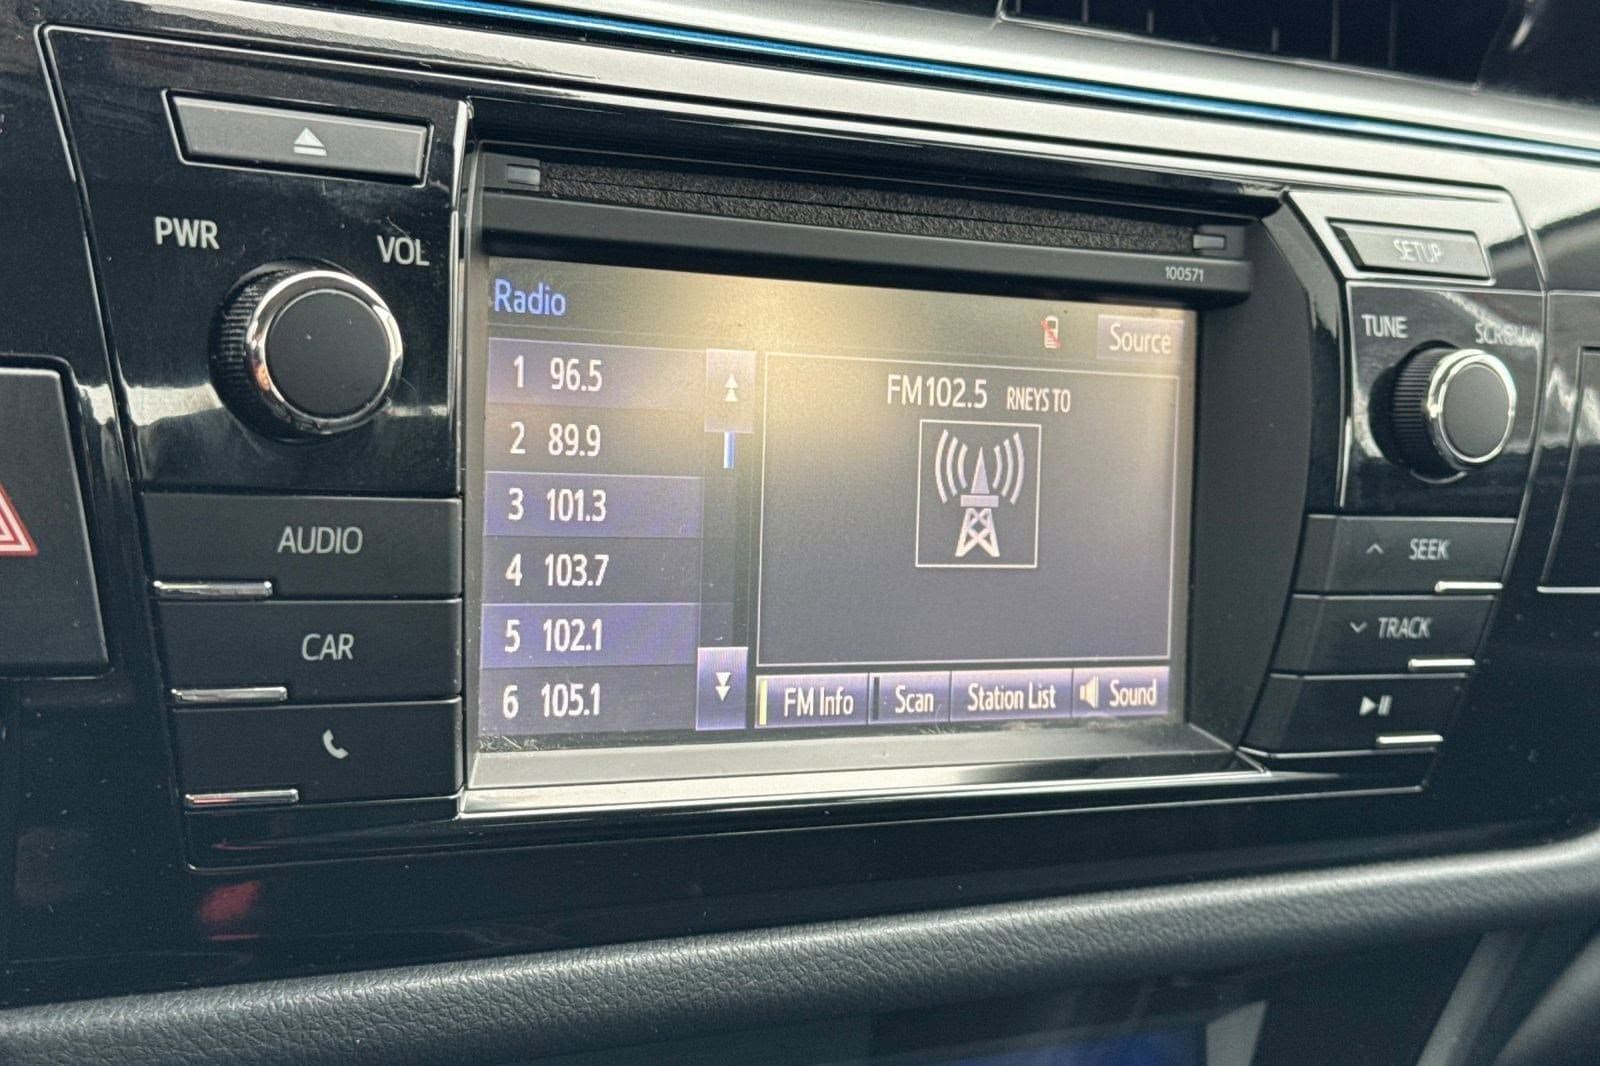 PWR
VOL
AUDIO
CAR
100571
Radio
Source
1 96.5
2 89.9
3 101.3
4 103.7
5 102.1
6 105.1
FM102.5 RNEYS TO
FM Info
Scan
Station List
Sound
SETUP
TUNE
SEEK
TRACK